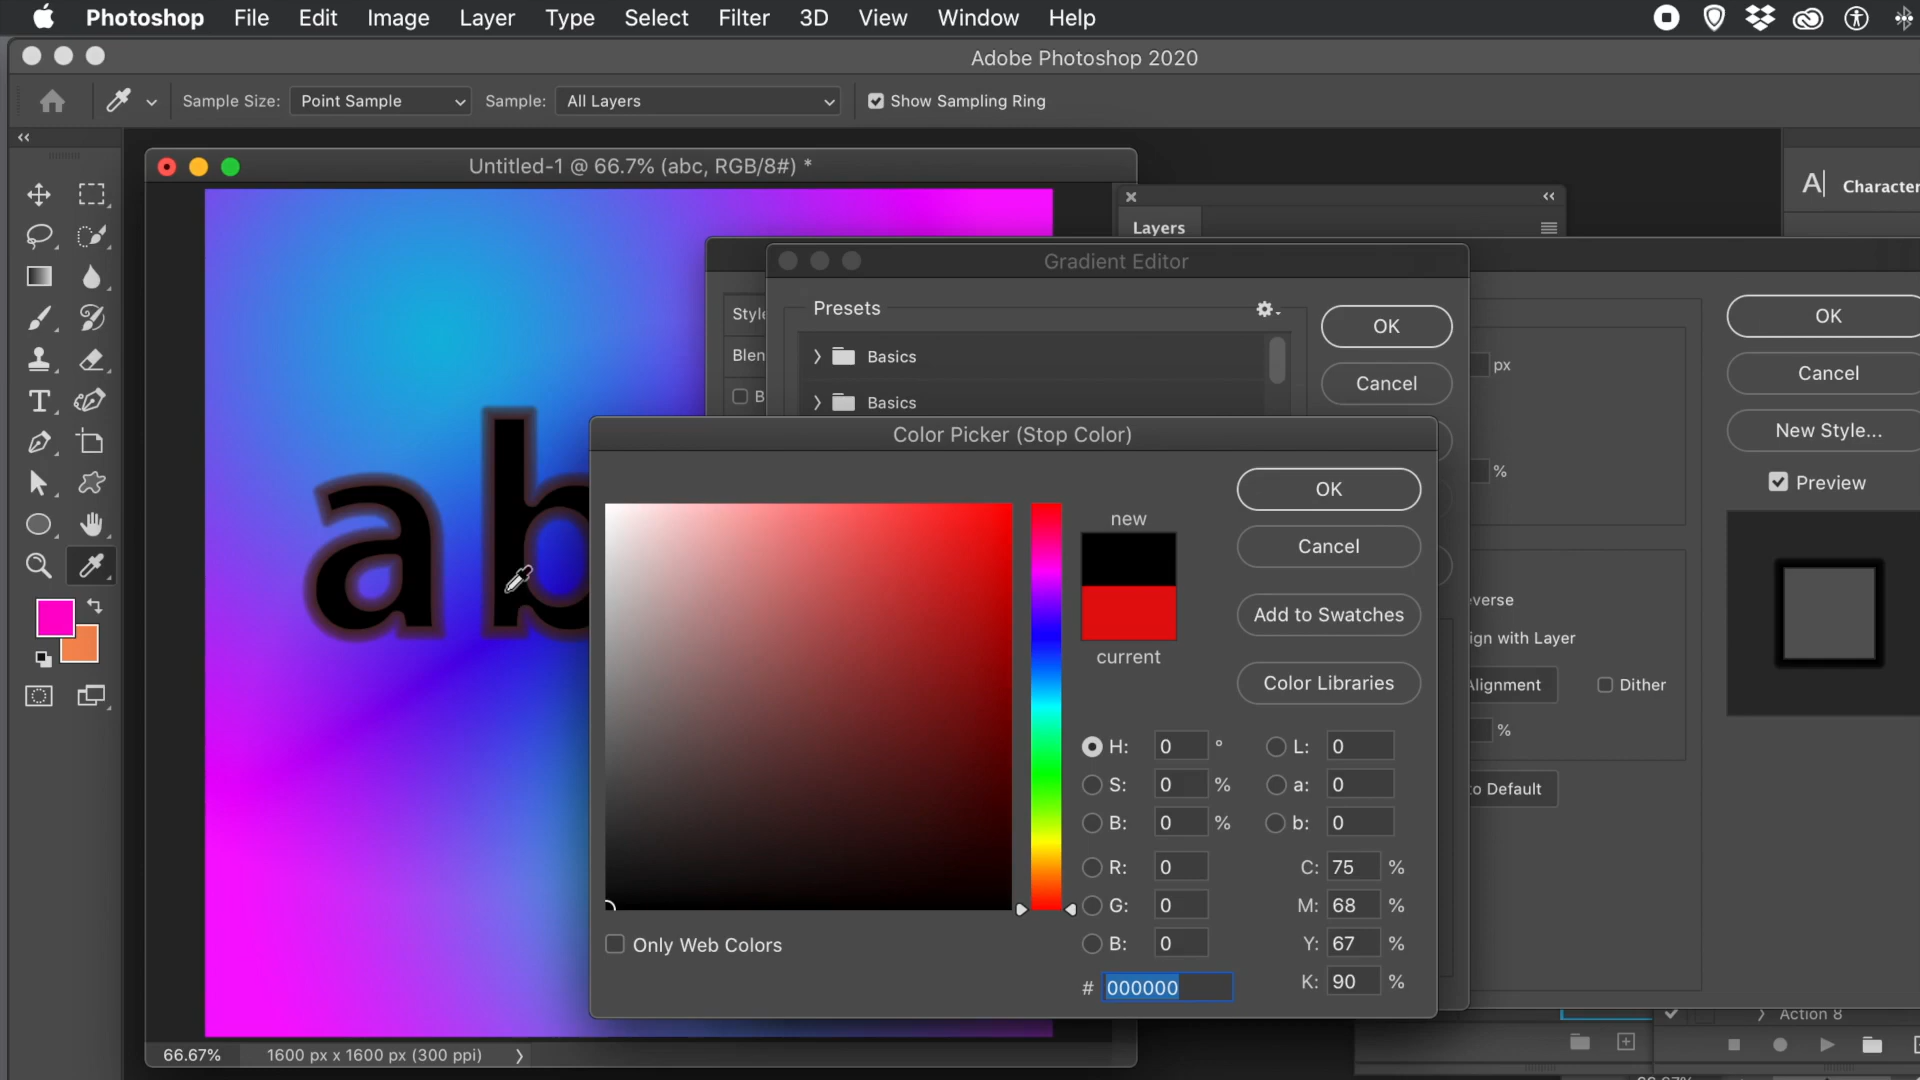 Photoshop File Edit Image Layer Type Select Filter 3D View Window Help
Adobe Photoshop 2020
Sample Size: Point Sample Sample: All Layers Show Sampling Ring
Untitled-1 @ 66.7% (abc, RGB/8#) *
A| Character
Layers
Gradient Editor
Presets
Basics
Basics
OK
Cancel
px
%
OK
Cancel
New Style...
Preview
ab
Color Picker (Stop Color)
OK
Cancel
Add to Swatches
Color Libraries
new
current
H: 0 °
S: 0 %
B: 0 %
R: 0
G: 0
B: 0
# 000000
L: 0
a: 0
b: 0
C: 75 %
M: 68 %
Y: 67 %
K: 90 %
Only Web Colors
everse
ign with Layer
Alignment
Dither
%
to Default
Action 8
66.67% 1600 px x 1600 px (300 ppi)